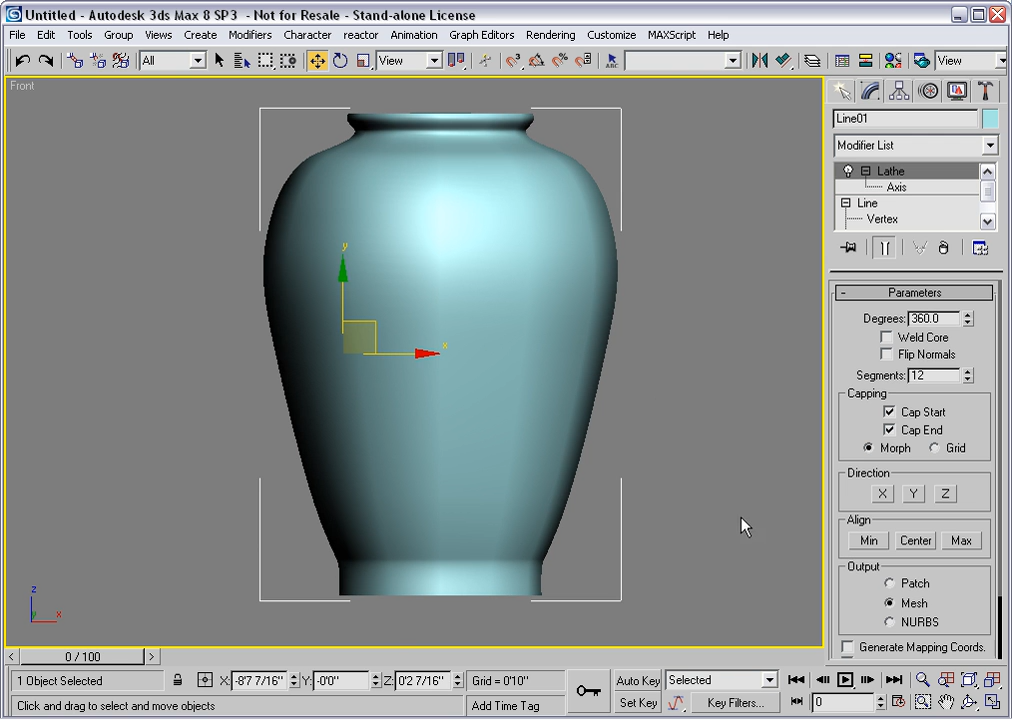 Untitled - Autodesk 3ds Max 8 SP3 - Not for Resale - Stand-alone License
File Edit Tools Group Views Create Modifiers Character reactor Animation Graph Editors Rendering Customize MAXScript Help
All View View
Front
Line01
Modifier List
Lathe
Axis
Line
Vertex
y
x
- Parameters
Degrees: 360.0
Weld Core
Flip Normals
Segments: 12
Capping
Cap Start
Cap End
Morph Grid
Direction
X Y Z
Align
Min Center Max
Output
Patch
Mesh
NURBS
Generate Mapping Coords.
z
y x
< 0 / 100 >
1 Object Selected X: -8'7 7/16" Y: -0'0" Z: 0'2 7/16" Grid = 0'10" Auto Key Selected
Click and drag to select and move objects Add Time Tag Set Key Key Filters... 0